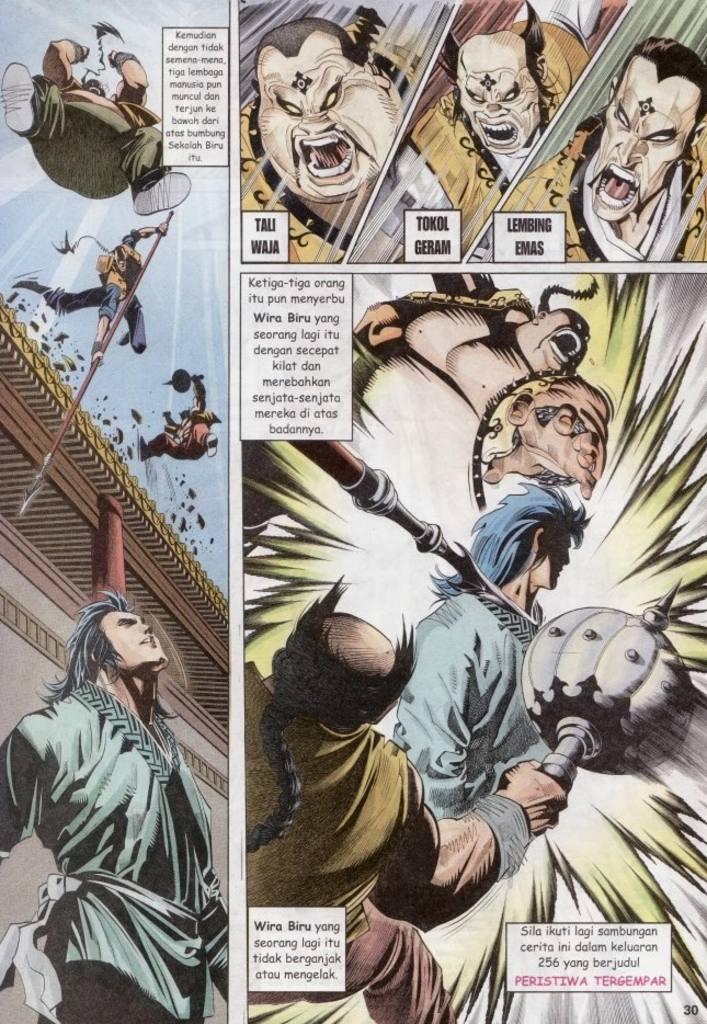 Kemudian
dengan tidak
semena-mena,
tiga lembaga
manusia pun
muncul dan
terjun ke
bawah dari
atas bumbung
Sekolah Biru
itu.
TALI
WAJA
TOKOL
GERAM
LEMBING
EMAS
Ketiga-tiga orang
itu pun menyerbu
Wira Biru yang
seorang lagi itu
dengan secepat
kilat dan
merebahkan
senjata-senjata
mereka di atas
badannya.
Wira Biru yang
seorang lagi itu
tidak berganjak
atau mengelak.
Sila ikuti lagi sambungan
cerita ini dalam keluaran
256 yang berjudul
PERISTIWA TERGEMPAR
30